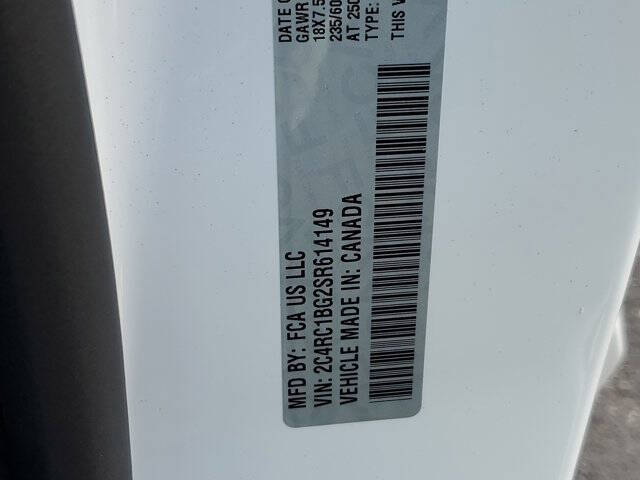 MFD BY: FCA US LLC
DATE O
VIN: 2C4RC1BG2SR614149
GAWR
VEHICLE MADE IN: CANADA
18X7.5
235/60
AT 250
TYPE:
THIS V